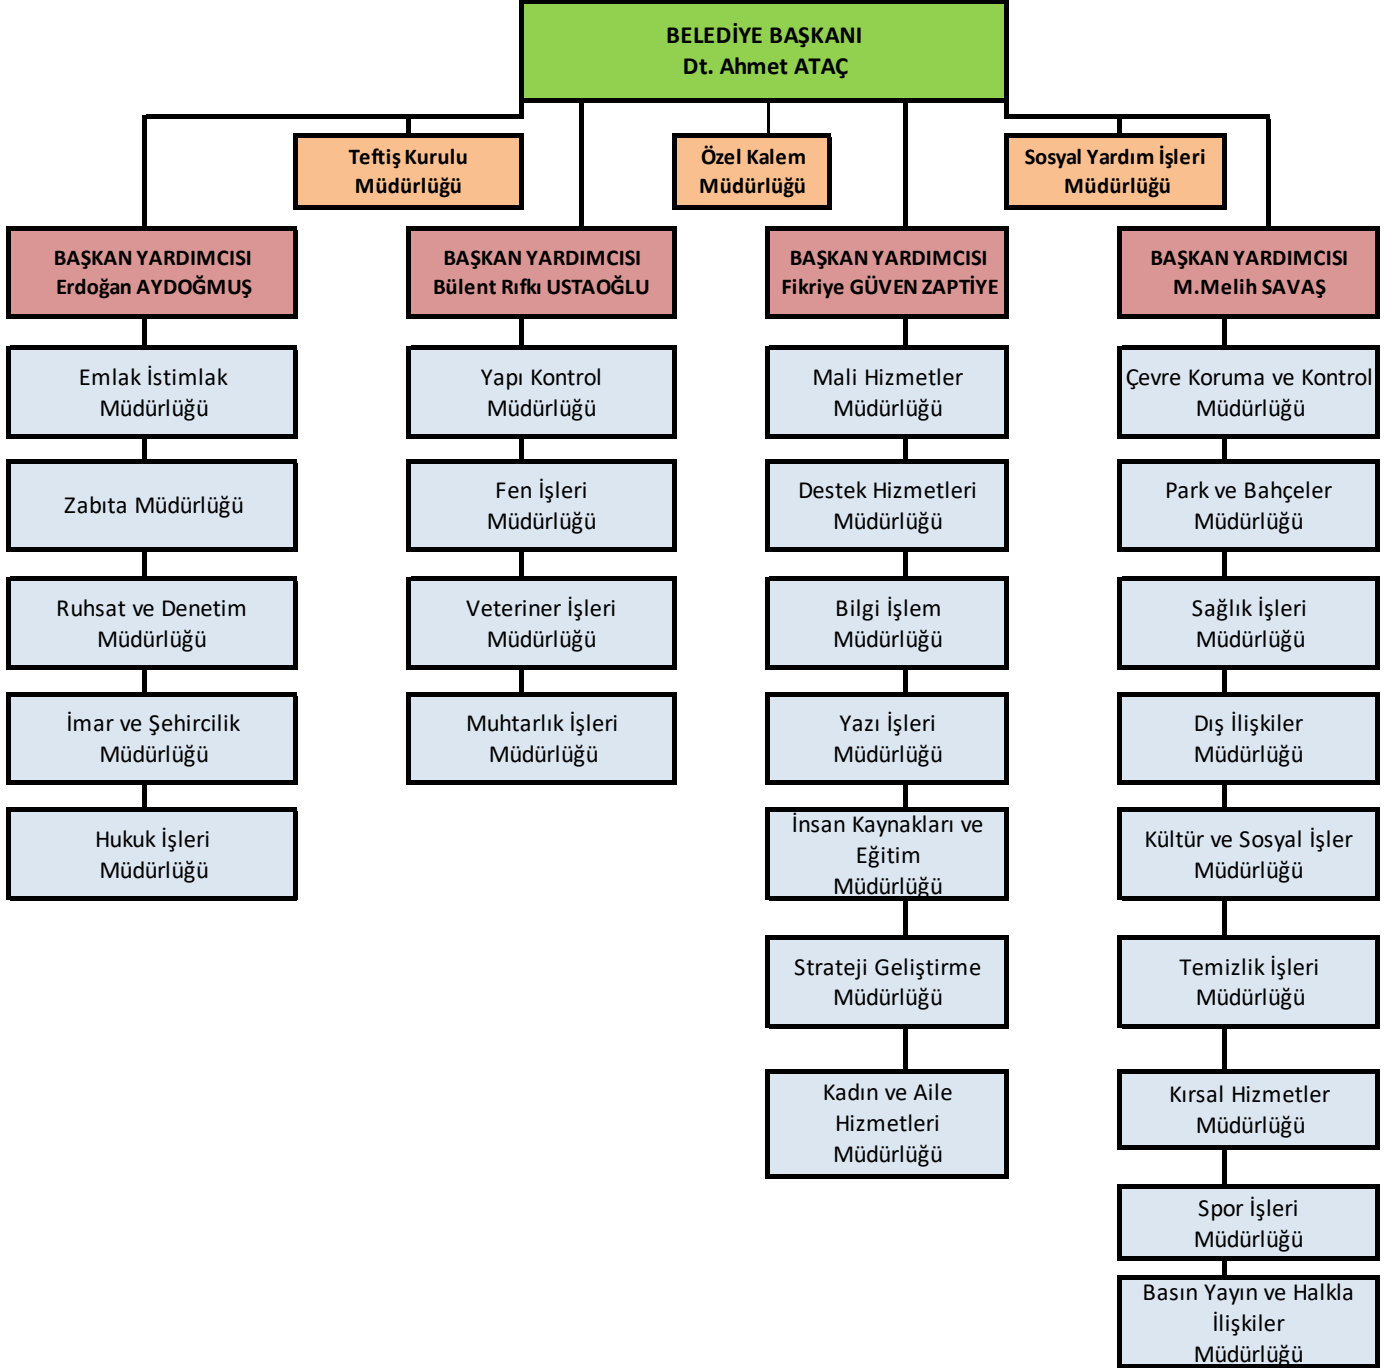 BELEDİYE BAŞKANI
Dt. Ahmet ATAÇ
Teftiş Kurulu
Müdürlüğü
Özel Kalem
Müdürlüğü
Sosyal Yardım İşleri
Müdürlüğü
BAŞKAN YARDIMCISI
Erdoğan AYDOĞMUŞ
Emlak İstimlak
Müdürlüğü
Zabıta Müdürlüğü
Ruhsat ve Denetim
Müdürlüğü
İmar ve Şehircilik
Müdürlüğü
Hukuk İşleri
Müdürlüğü
BAŞKAN YARDIMCISI
Bülent Rıfkı USTAOĞLU
Yapı Kontrol
Müdürlüğü
Fen İşleri
Müdürlüğü
Veteriner İşleri
Müdürlüğü
Muhtarlık İşleri
Müdürlüğü
BAŞKAN YARDIMCISI
Fikriye GÜVEN ZAPTİYE
Mali Hizmetler
Müdürlüğü
Destek Hizmetleri
Müdürlüğü
Bilgi İşlem
Müdürlüğü
Yazı İşleri
Müdürlüğü
İnsan Kaynakları ve
Eğitim
Müdürlüğü
Strateji Geliştirme
Müdürlüğü
Kadın ve Aile
Hizmetleri
Müdürlüğü
BAŞKAN YARDIMCISI
M.Melih SAVAŞ
Çevre Koruma ve Kontrol
Müdürlüğü
Park ve Bahçeler
Müdürlüğü
Sağlık İşleri
Müdürlüğü
Dış İlişkiler
Müdürlüğü
Kültür ve Sosyal İşler
Müdürlüğü
Temizlik İşleri
Müdürlüğü
Kırsal Hizmetler
Müdürlüğü
Spor İşleri
Müdürlüğü
Basın Yayın ve Halkla
İlişkiler
Müdürlüğü